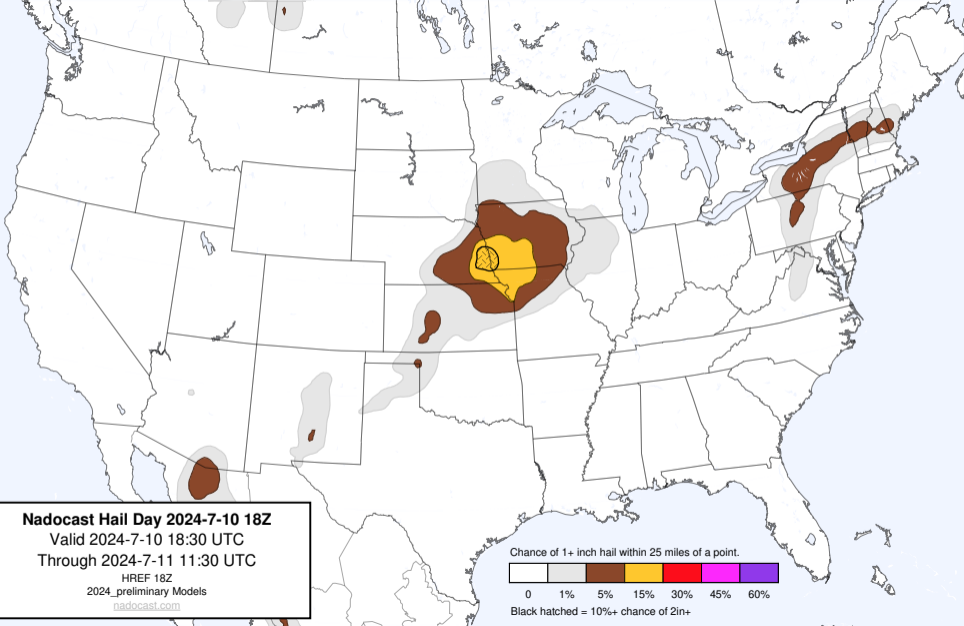 Nadocast Hail Day 2024-7-10 18Z
Valid 2024-7-10 18:30 UTC
Through 2024-7-11 11:30 UTC
HREF 18Z
2024_preliminary Models
nadocast.com
Chance of 1+ inch hail within 25 miles of a point.
0 1% 5% 15% 30% 45% 60%
Black hatched = 10%+ chance of 2in+